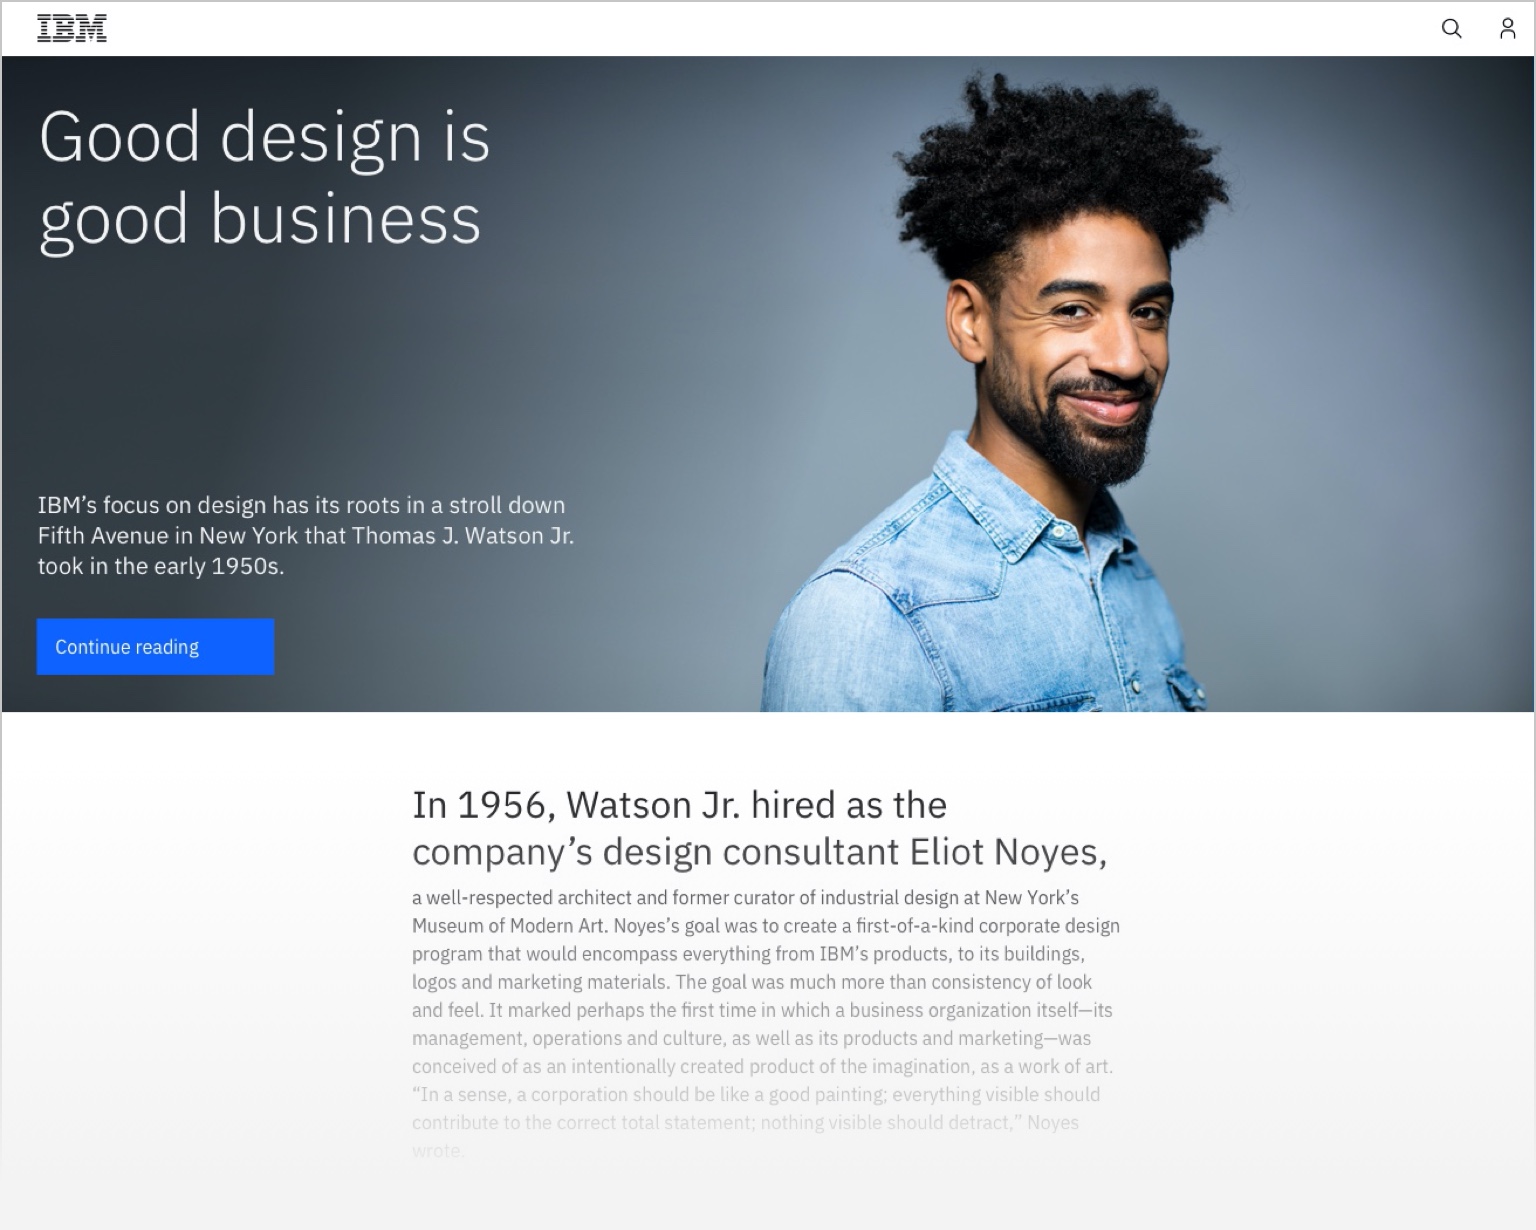 IBM
Good design is
good business
IBM’s focus on design has its roots in a stroll down
Fifth Avenue in New York that Thomas J. Watson Jr.
took in the early 1950s.
Continue reading
In 1956, Watson Jr. hired as the
company’s design consultant Eliot Noyes,
a well-respected architect and former curator of industrial design at New York’s
Museum of Modern Art. Noyes’s goal was to create a first-of-a-kind corporate design
program that would encompass everything from IBM’s products, to its buildings,
logos and marketing materials. The goal was much more than consistency of look
and feel. It marked perhaps the first time in which a business organization itself—its
management, operations and culture, as well as its products and marketing—was
conceived of as an intentionally created product of the imagination, as a work of art.
“In a sense, a corporation should be like a good painting; everything visible should
contribute to the correct total statement; nothing visible should detract,” Noyes
wrote.